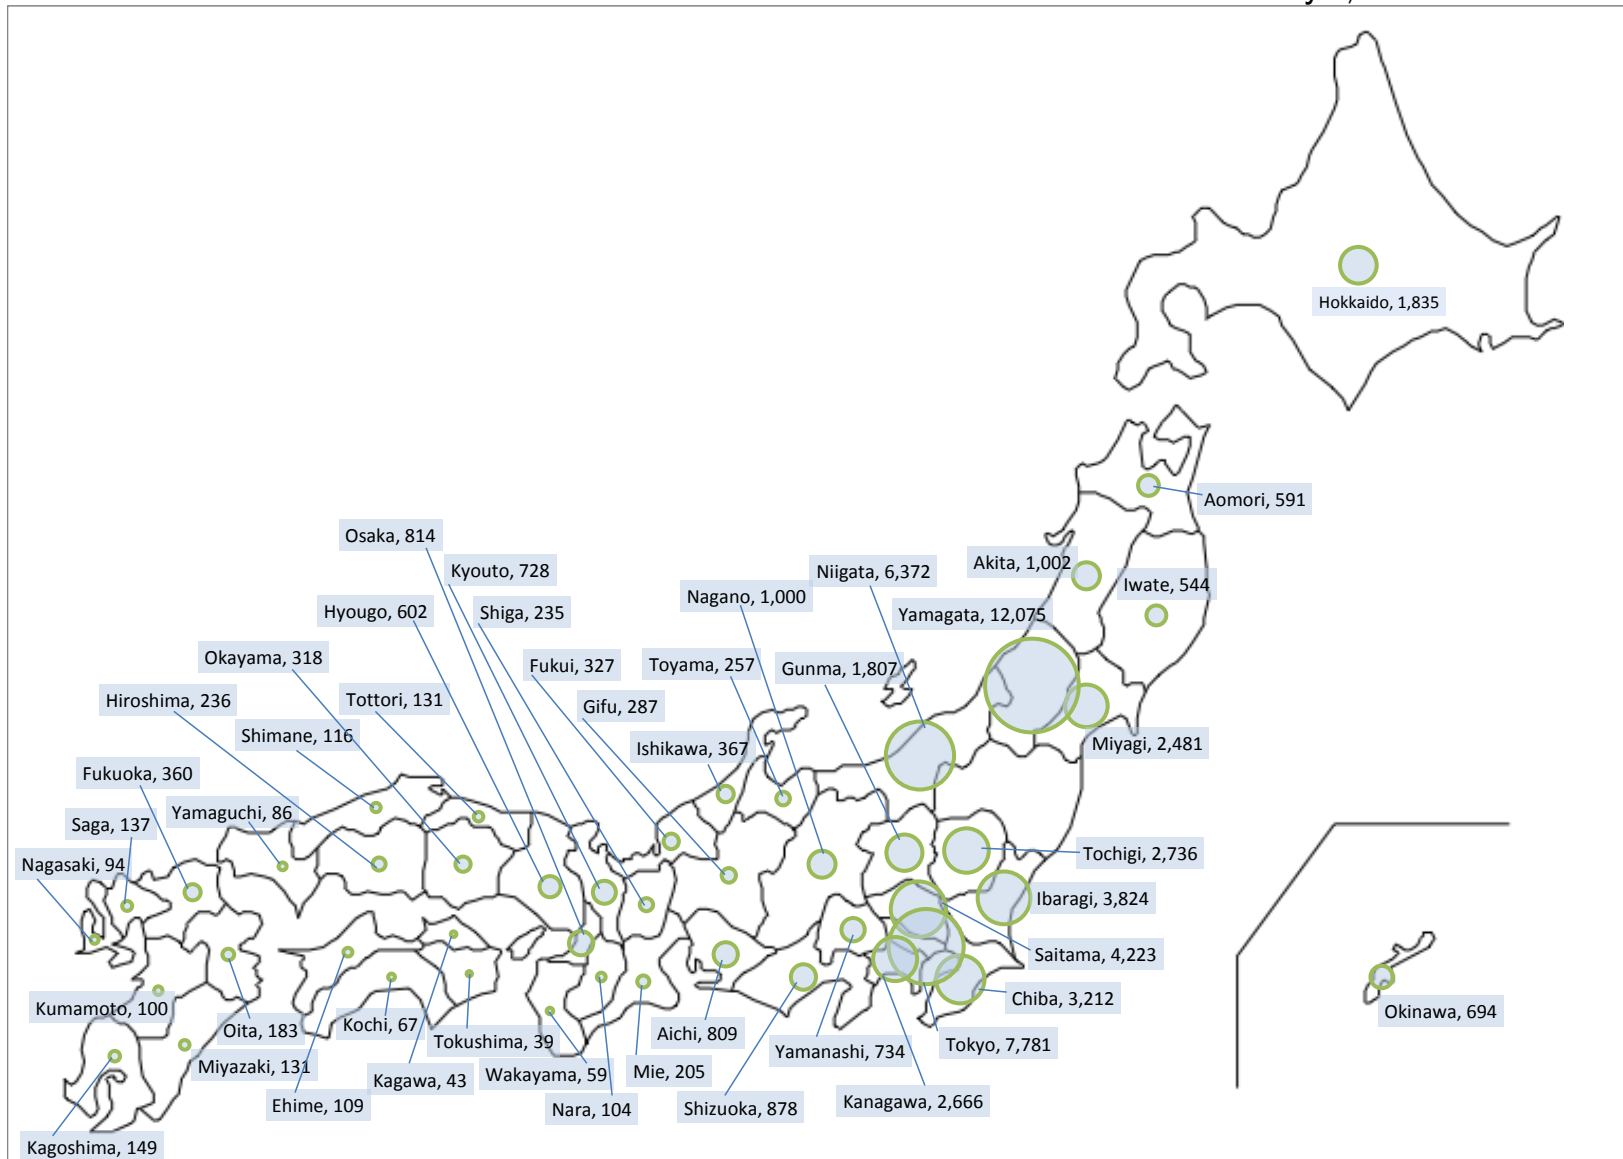 Hokkaido, 1,835
Aomori, 591
Osaka, 814
Akita, 1,002
Niigata, 6,372
Kyouto, 728
Iwate, 544
Nagano, 1,000
Hyougo, 602
Shiga, 235
Yamagata, 12,075
Okayama, 318
Fukui, 327
Toyama, 257
Gunma, 1,807
Hiroshima, 236
Tottori, 131
Gifu, 287
Shimane, 116
Ishikawa, 367
Miyagi, 2,481
Fukuoka, 360
Yamaguchi, 86
Saga, 137
Nagasaki, 94
Tochigi, 2,736
Ibaragi, 3,824
Saitama, 4,223
Chiba, 3,212
Kumamoto, 100
Okinawa, 694
Oita, 183
Kochi, 67
Tokushima, 39
Aichi, 809
Yamanashi, 734
Tokyo, 7,781
Miyazaki, 131
Kagawa, 43
Wakayama, 59
Mie, 205
Ehime, 109
Nara, 104
Shizuoka, 878
Kanagawa, 2,666
Kagoshima, 149